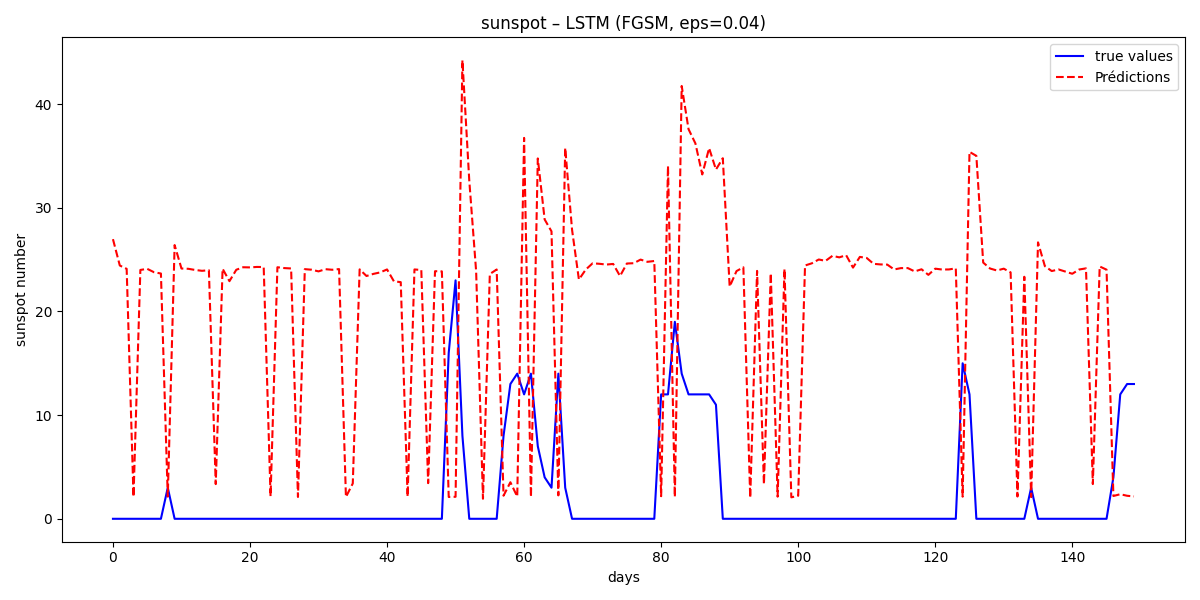 sunspot – LSTM (FGSM, eps=0.04)
true values
Prédictions
sunspot number
40
30
20
10
0
0 20 40 60 80 100 120 140
days